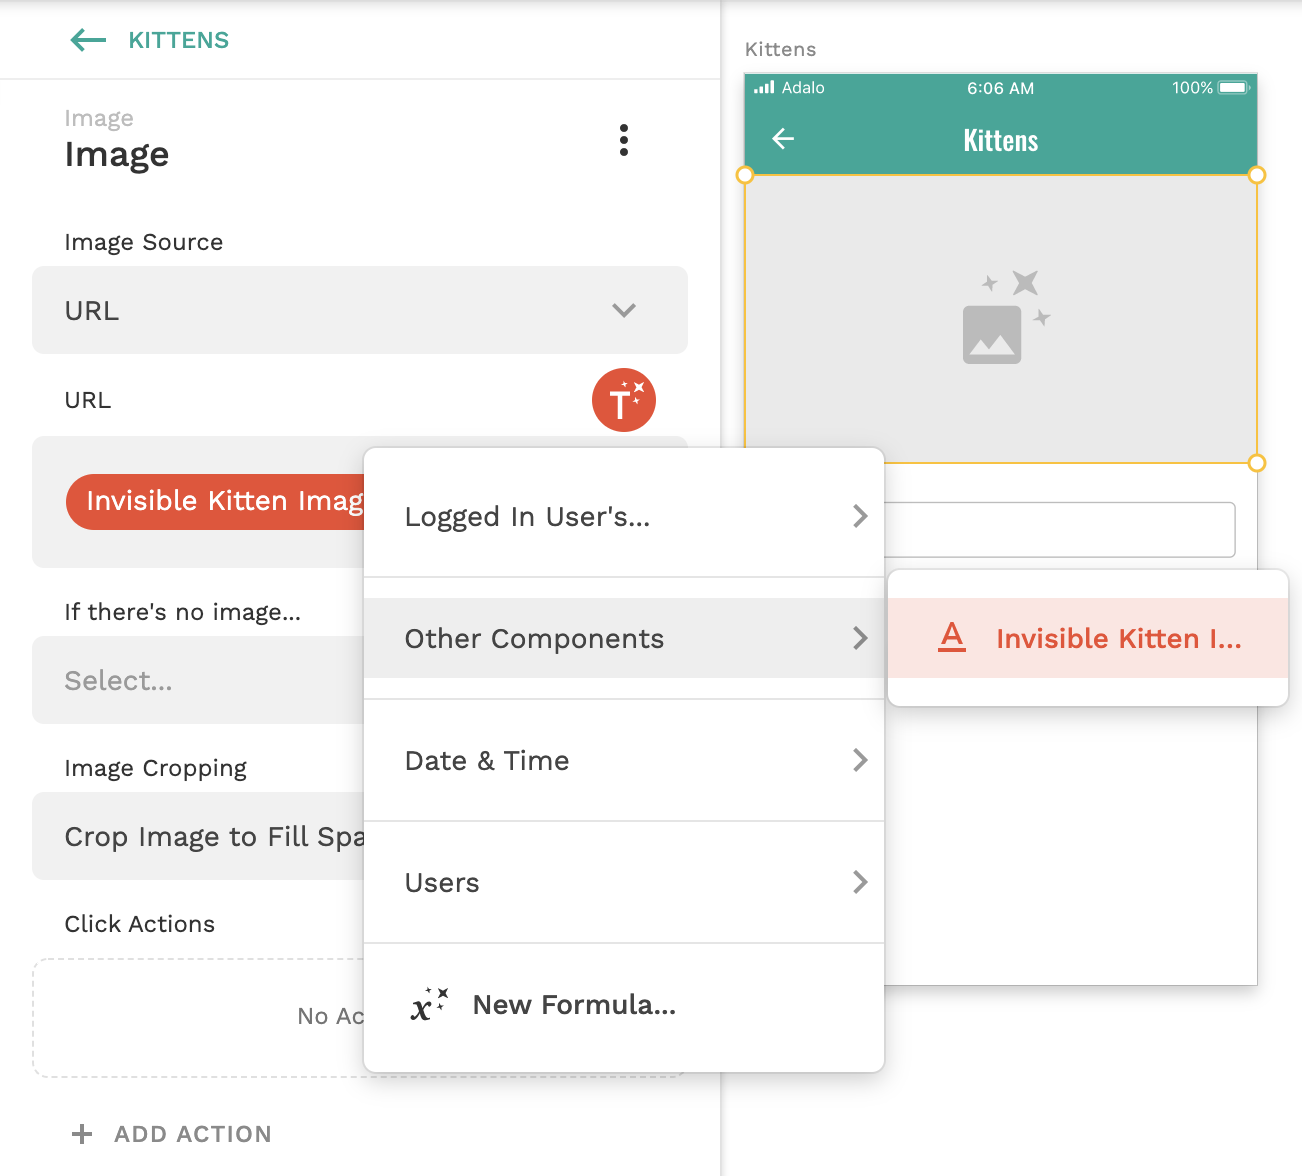 KITTENS
Image
Image
Image Source
URL
URL
T
Invisible Kitten Imag
If there's no image...
Select...
Image Cropping
Crop Image to Fill Spa
Click Actions
No Ac
+ ADD ACTION
Logged In User's...
Other Components
Date & Time
Users
x New Formula...
A Invisible Kitten I...
Kittens
Adalo 6:06 AM 100%
Kittens